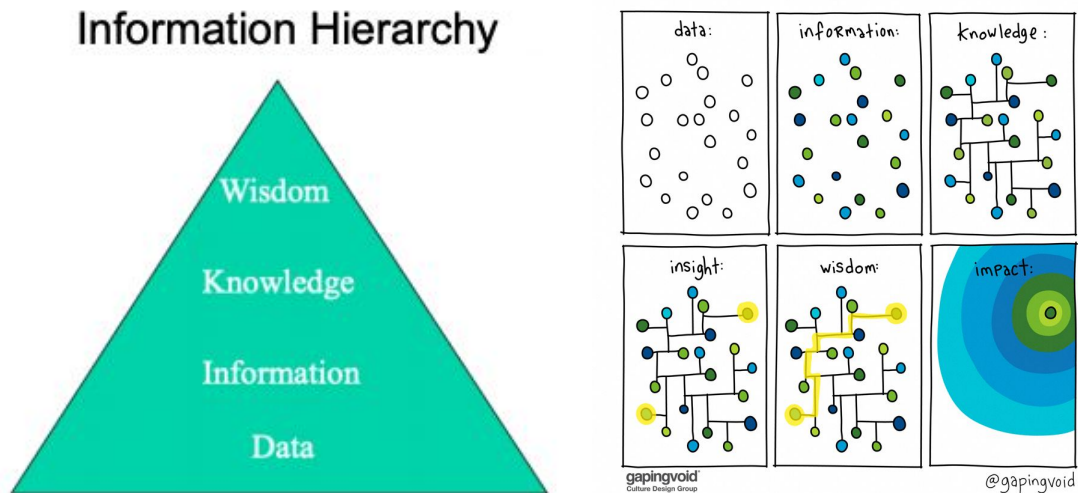 Information Hierarchy
Wisdom
Knowledge
Information
Data
data:
information:
knowledge:
insight:
wisdom:
impact:
gapingvoid®
Culture Design Group
@gapingvoid